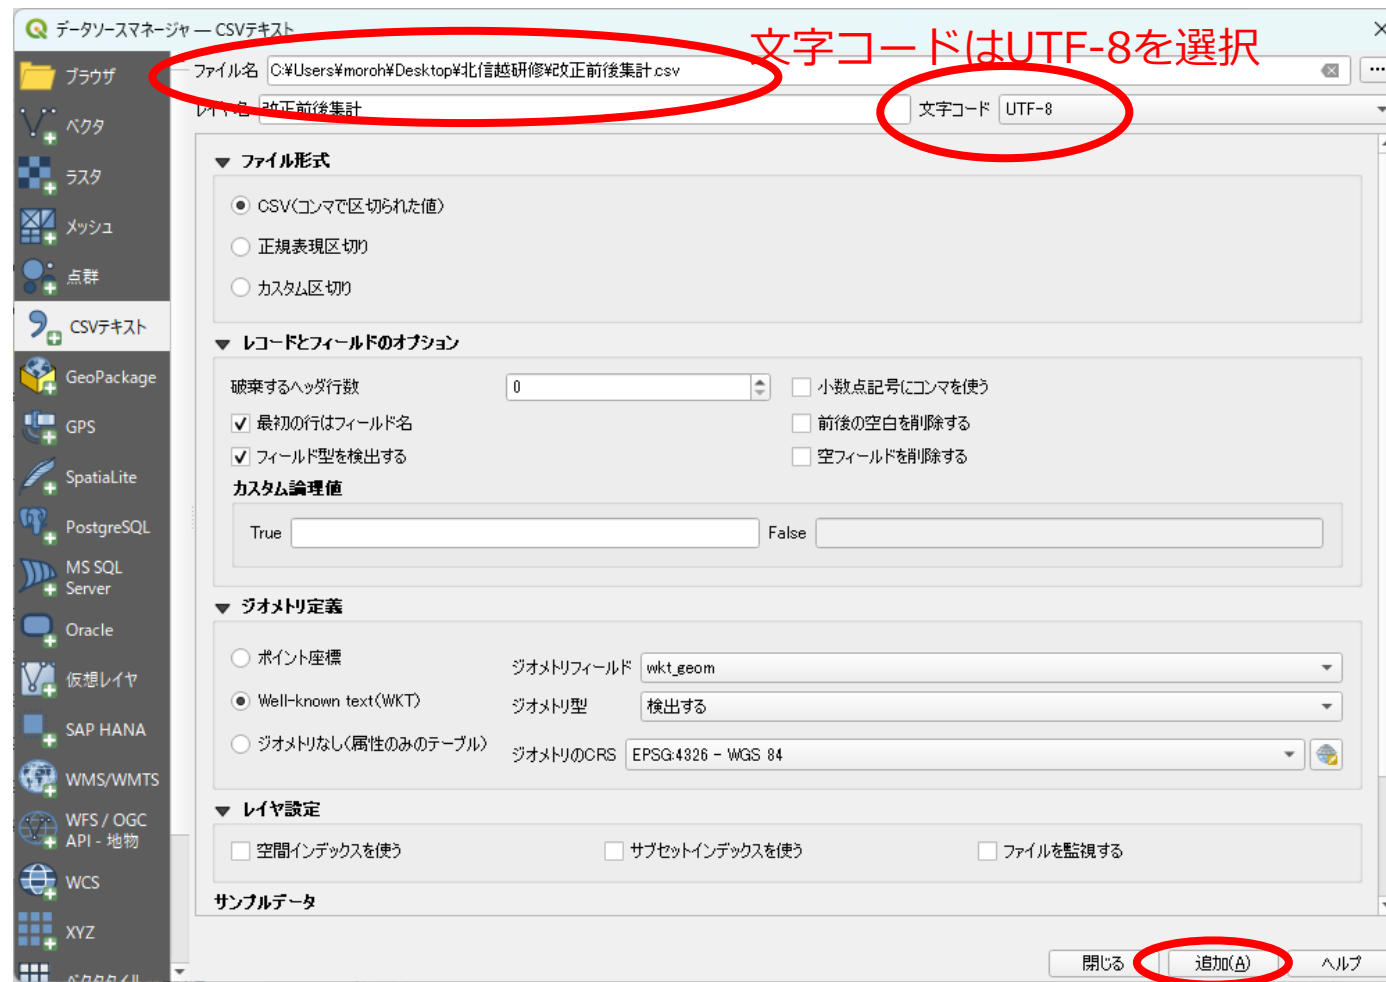 データソースマネージャ — CSVテキスト
文字コードはUTF-8を選択
ファイル名 C:¥Users¥moroh¥Desktop¥北信越研修¥改正前後集計.csv
レイヤ名 改正前後集計 文字コード UTF-8
ブラウザ
ベクタ
ラスタ
メッシュ
点群
CSVテキスト
GeoPackage
GPS
SpatiaLite
PostgreSQL
MS SQL
Server
Oracle
仮想レイヤ
SAP HANA
WMS/WMTS
WFS / OGC
API - 地物
WCS
XYZ
ベクタタイル
ファイル形式
CSV(コンマで区切られた値)
正規表現区切り
カスタム区切り
レコードとフィールドのオプション
破棄するヘッダ行数 0 小数点記号にコンマを使う
最初の行はフィールド名 前後の空白を削除する
フィールド型を検出する 空フィールドを削除する
カスタム論理値
True False
ジオメトリ定義
ポイント座標 ジオメトリフィールド wkt_geom
Well-known text(WKT) ジオメトリ型 検出する
ジオメトリなし(属性のみのテーブル) ジオメトリのCRS EPSG:4326 - WGS 84
レイヤ設定
空間インデックスを使う サブセットインデックスを使う ファイルを監視する
サンプルデータ
閉じる 追加(A) ヘルプ